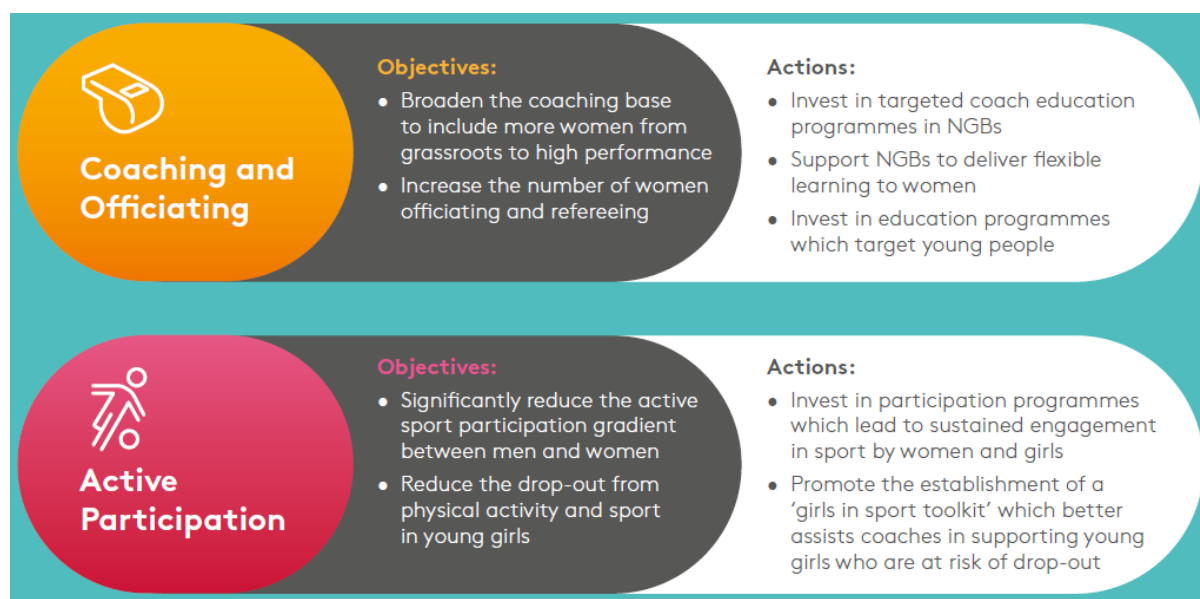 Coaching and
Officiating
Objectives:
• Broaden the coaching base
to include more women from
grassroots to high performance
• Increase the number of women
officiating and refereeing
Actions:
• Invest in targeted coach education
programmes in NGBs
• Support NGBs to deliver flexible
learning to women
• Invest in education programmes
which target young people
Active
Participation
Objectives:
• Significantly reduce the active
sport participation gradient
between men and women
• Reduce the drop-out from
physical activity and sport
in young girls
Actions:
• Invest in participation programmes
which lead to sustained engagement
in sport by women and girls
• Promote the establishment of a
‘girls in sport toolkit’ which better
assists coaches in supporting young
girls who are at risk of drop-out